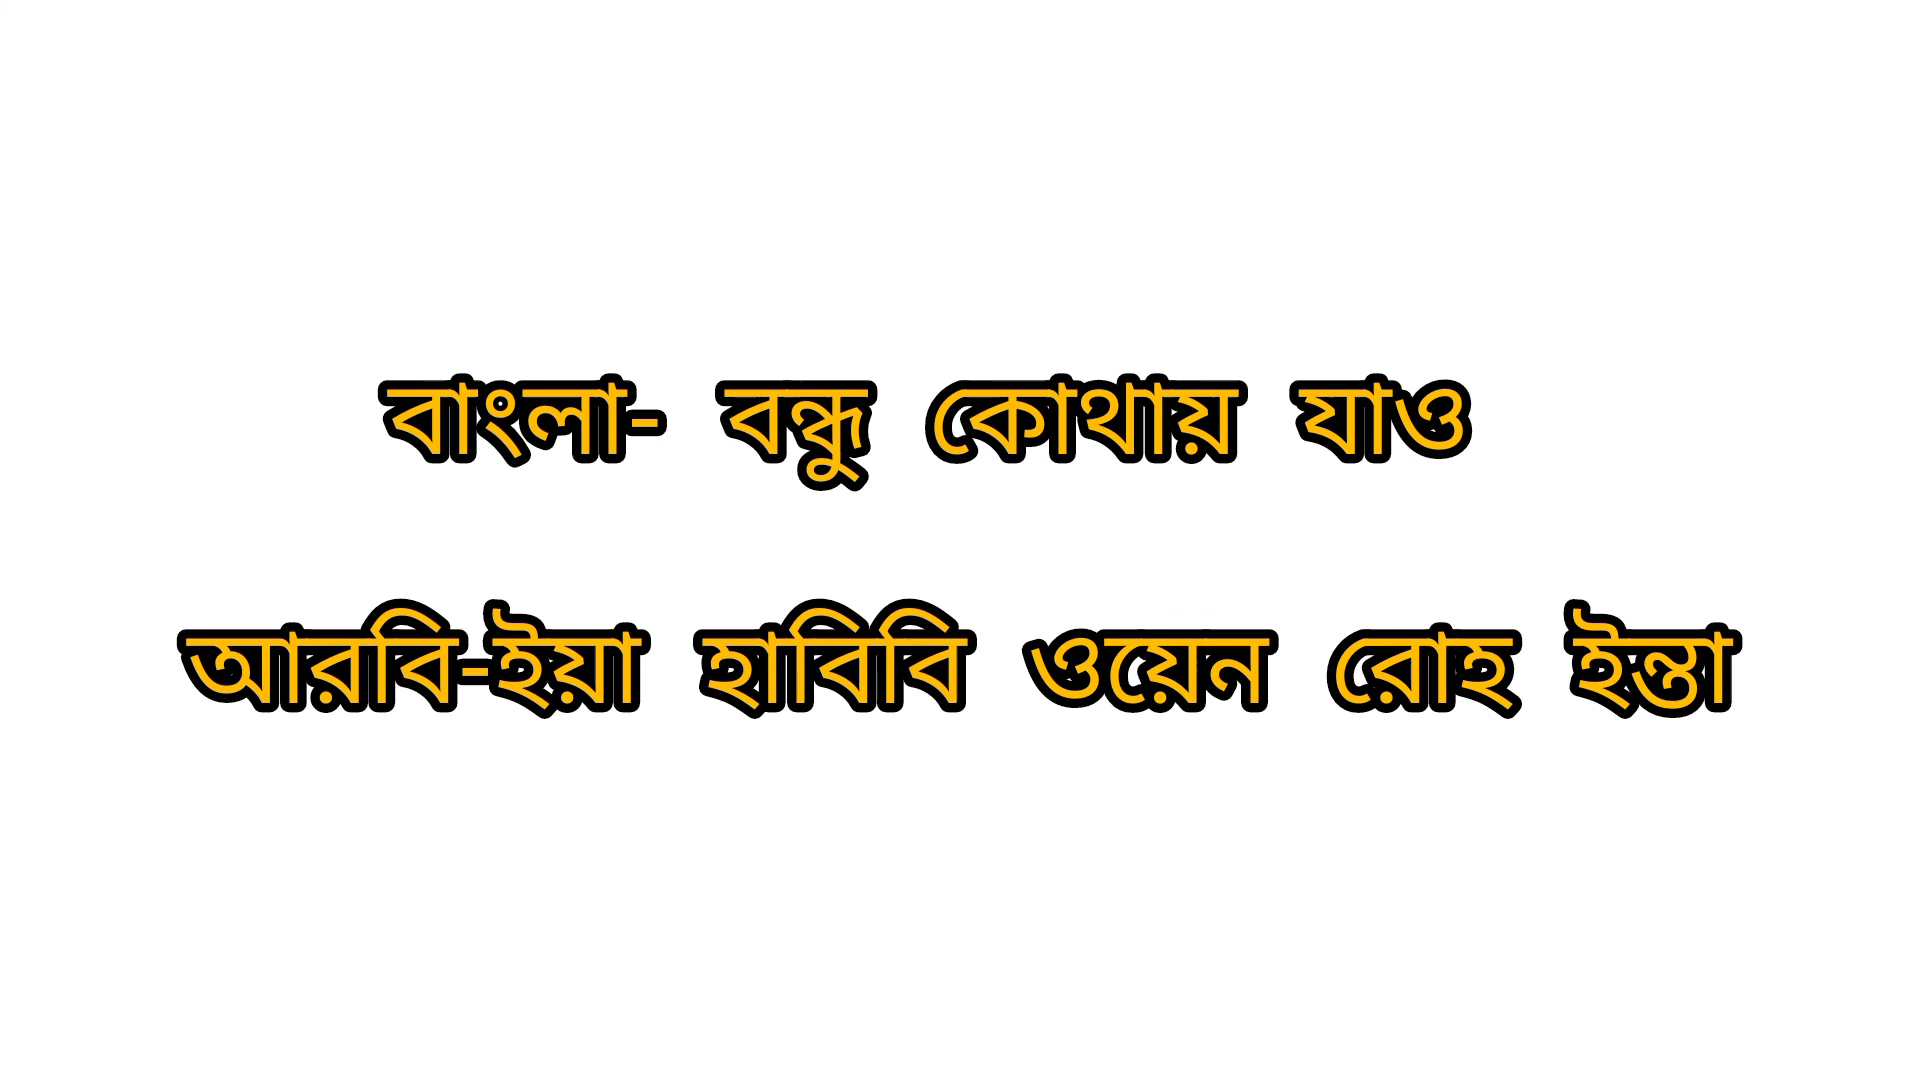 বাংলা- বন্ধু কোথায় যাও
আরবি-ইয়া হাবিবি ওয়েন রোহ ইন্তা